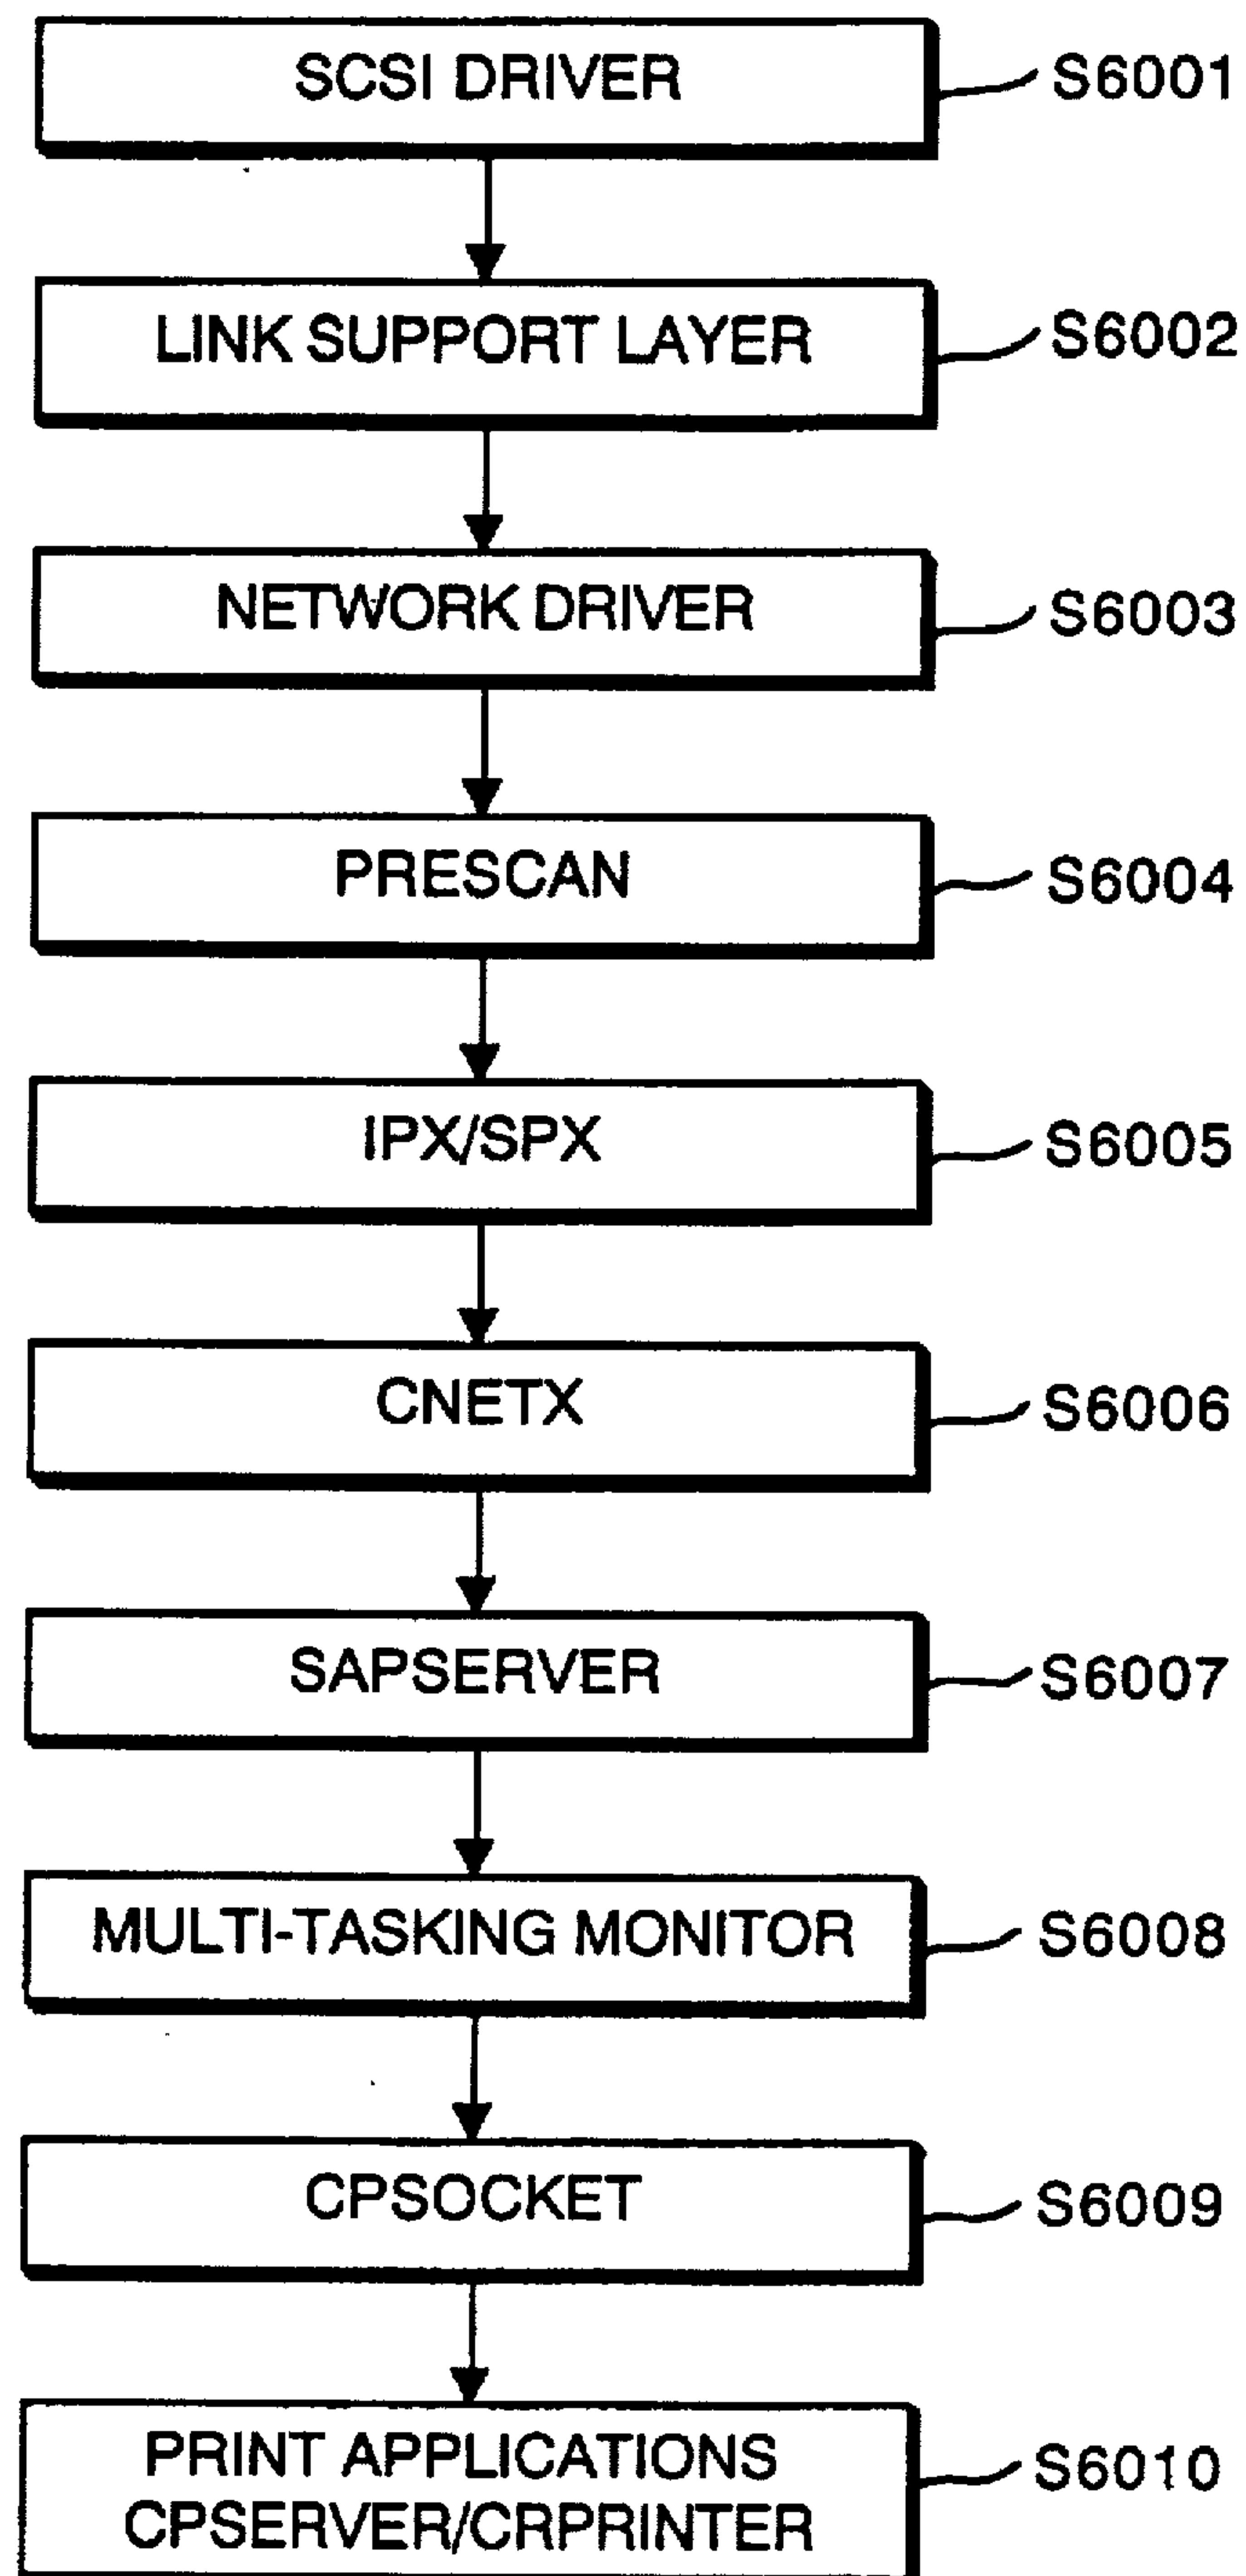 SCSI DRIVER
S6001
LINK SUPPORT LAYER
S6002
NETWORK DRIVER
S6003
PRESCAN
S6004
IPX/SPX
S6005
CNETX
S6006
SAPSERVER
S6007
MULTI-TASKING MONITOR
S6008
CPSOCKET
S6009
PRINT APPLICATIONS
CPSERVER/CRPRINTER
S6010